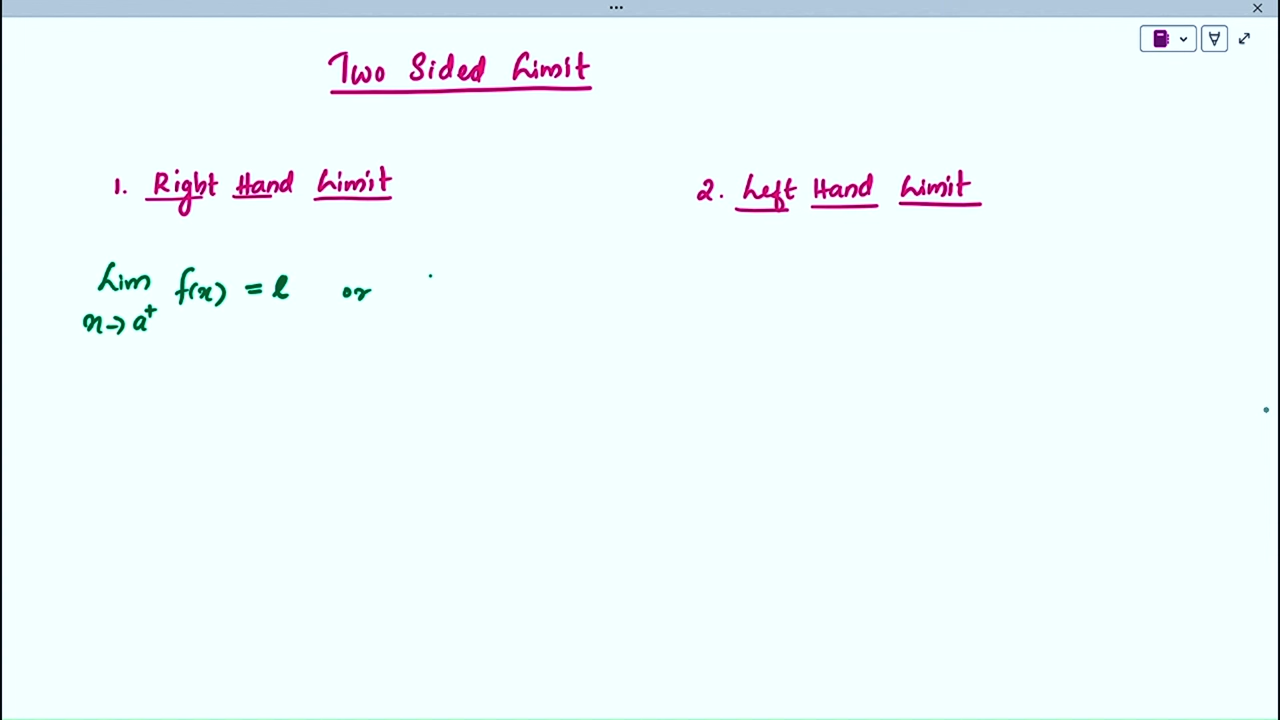 Two Sided Limit
1. Right Hand Limit
2. Left Hand Limit
Lim f(x) = l or
x→a⁺